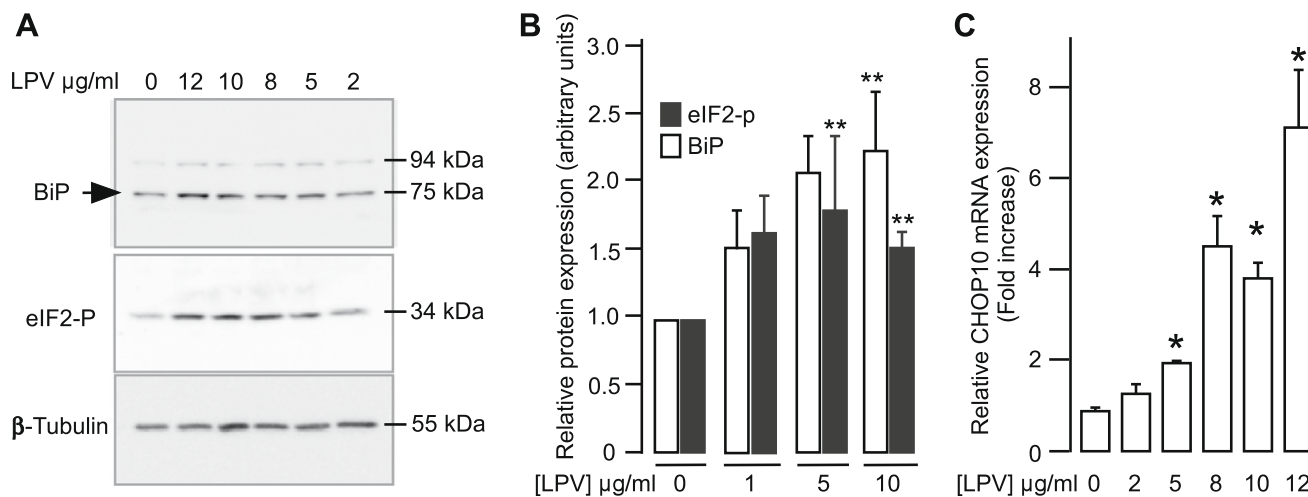 A
LPV µg/ml 0 12 10 8 5 2
94 kDa
BiP 75 kDa
eIF2-P 34 kDa
β-Tubulin 55 kDa
B
Relative protein expression (arbitrary units)
3.0
2.5
2.0
1.5
1.0
0.5
0
eIF2-p
BiP
** ** **
[LPV] µg/ml 0 1 5 10
C
Relative CHOP10 mRNA expression
(Fold increase)
8
6
4
2
0
* * * *
[LPV] µg/ml 0 2 5 8 10 12